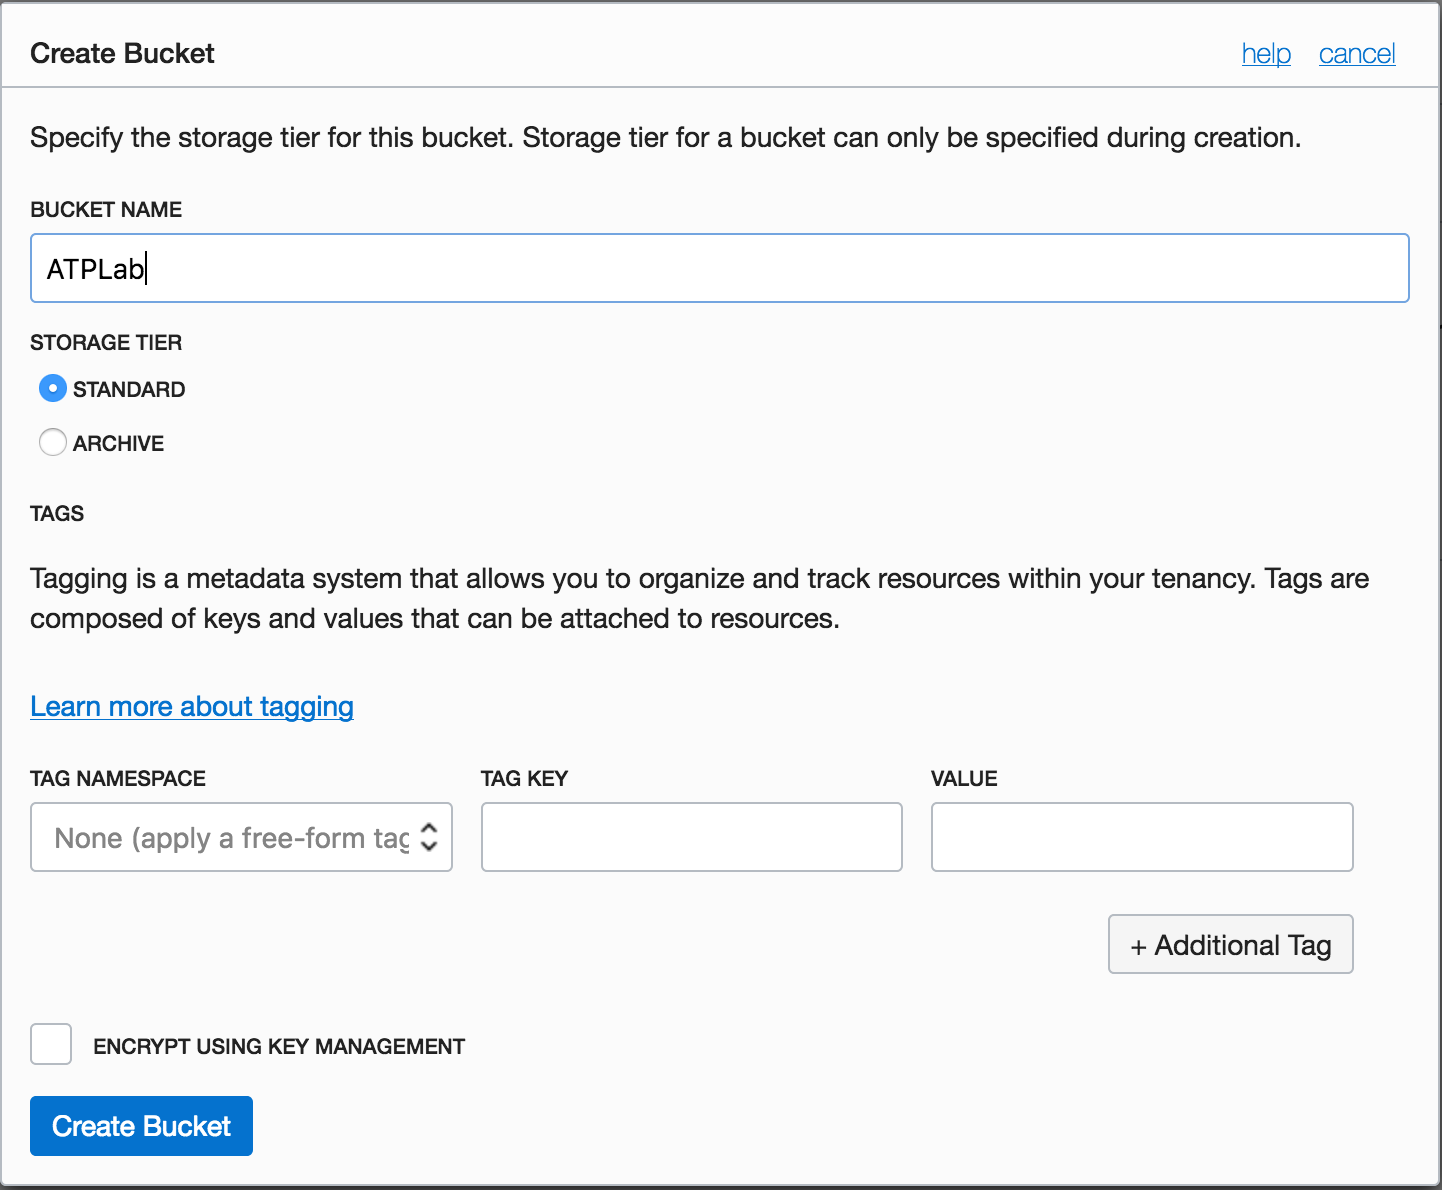 Create Bucket
help cancel
Specify the storage tier for this bucket. Storage tier for a bucket can only be specified during creation.
BUCKET NAME
ATPLab
STORAGE TIER
STANDARD
ARCHIVE
TAGS
Tagging is a metadata system that allows you to organize and track resources within your tenancy. Tags are
composed of keys and values that can be attached to resources.
Learn more about tagging
TAG NAMESPACE TAG KEY VALUE
None (apply a free-form tag
+ Additional Tag
ENCRYPT USING KEY MANAGEMENT
Create Bucket